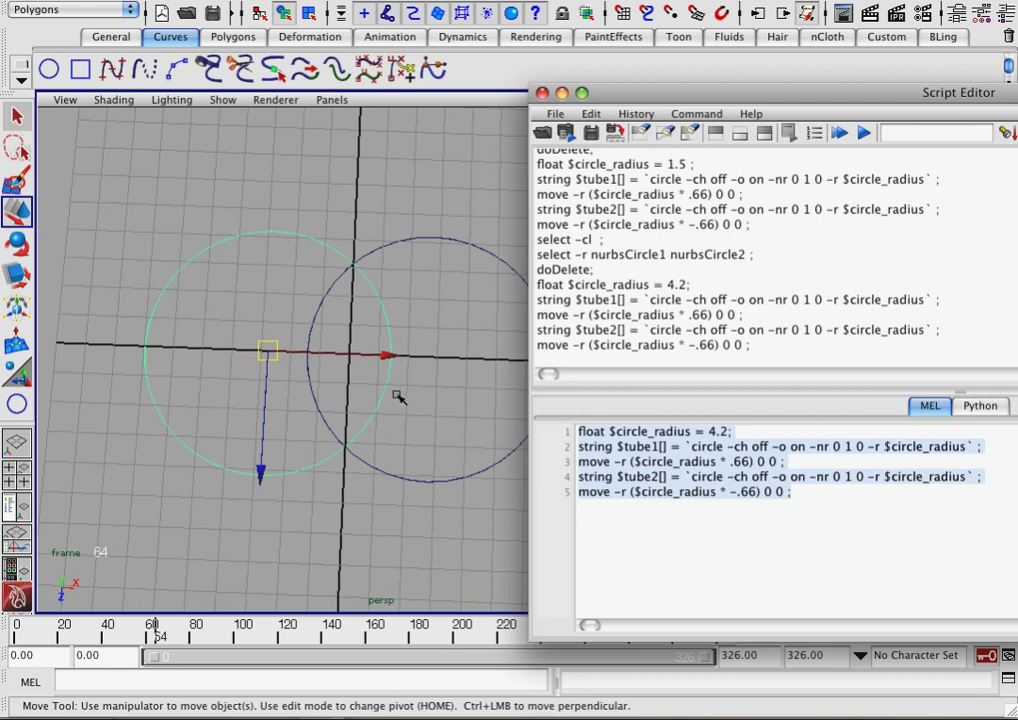 Polygons
General Curves Polygons Deformation Animation Dynamics Rendering PaintEffects Toon Fluids Hair nCloth Custom BLing
View Shading Lighting Show Renderer Panels
Script Editor
File Edit History Command Help
doDelete;
float $circle_radius = 1.5 ;
string $tube1[] = `circle -ch off -o on -nr 0 1 0 -r $circle_radius` ;
move -r ($circle_radius * .66) 0 0 ;
string $tube2[] = `circle -ch off -o on -nr 0 1 0 -r $circle_radius` ;
move -r ($circle_radius * -.66) 0 0 ;
select -cl  ;
select -r nurbsCircle1 nurbsCircle2 ;
doDelete;
float $circle_radius = 4.2;
string $tube1[] = `circle -ch off -o on -nr 0 1 0 -r $circle_radius` ;
move -r ($circle_radius * .66) 0 0 ;
string $tube2[] = `circle -ch off -o on -nr 0 1 0 -r $circle_radius` ;
move -r ($circle_radius * -.66) 0 0 ;
MEL Python
1 float $circle_radius = 4.2;
2 string $tube1[] = `circle -ch off -o on -nr 0 1 0 -r $circle_radius` ;
3 move -r ($circle_radius * .66) 0 0 ;
4 string $tube2[] = `circle -ch off -o on -nr 0 1 0 -r $circle_radius` ;
5 move -r ($circle_radius * -.66) 0 0 ;
frame 64
Y X
Z
persp
0 20 40 60 80 100 120 140 160 180 200 220
64
0.00 0.00 0 326 326.00 326.00 No Character Set
MEL
Move Tool: Use manipulator to move object(s). Use edit mode to change pivot (HOME).  Ctrl+LMB to move perpendicular.